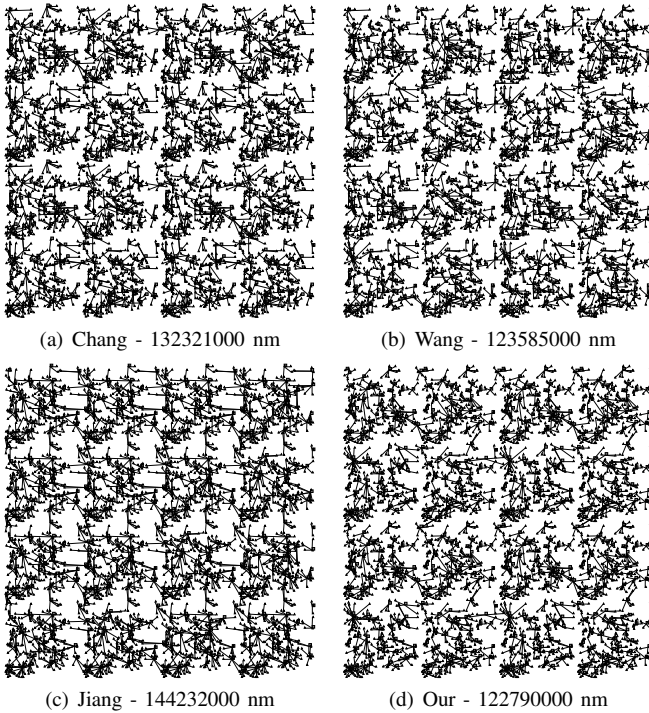 (a) Chang - 132321000 nm
(b) Wang - 123585000 nm
(c) Jiang - 144232000 nm
(d) Our - 122790000 nm